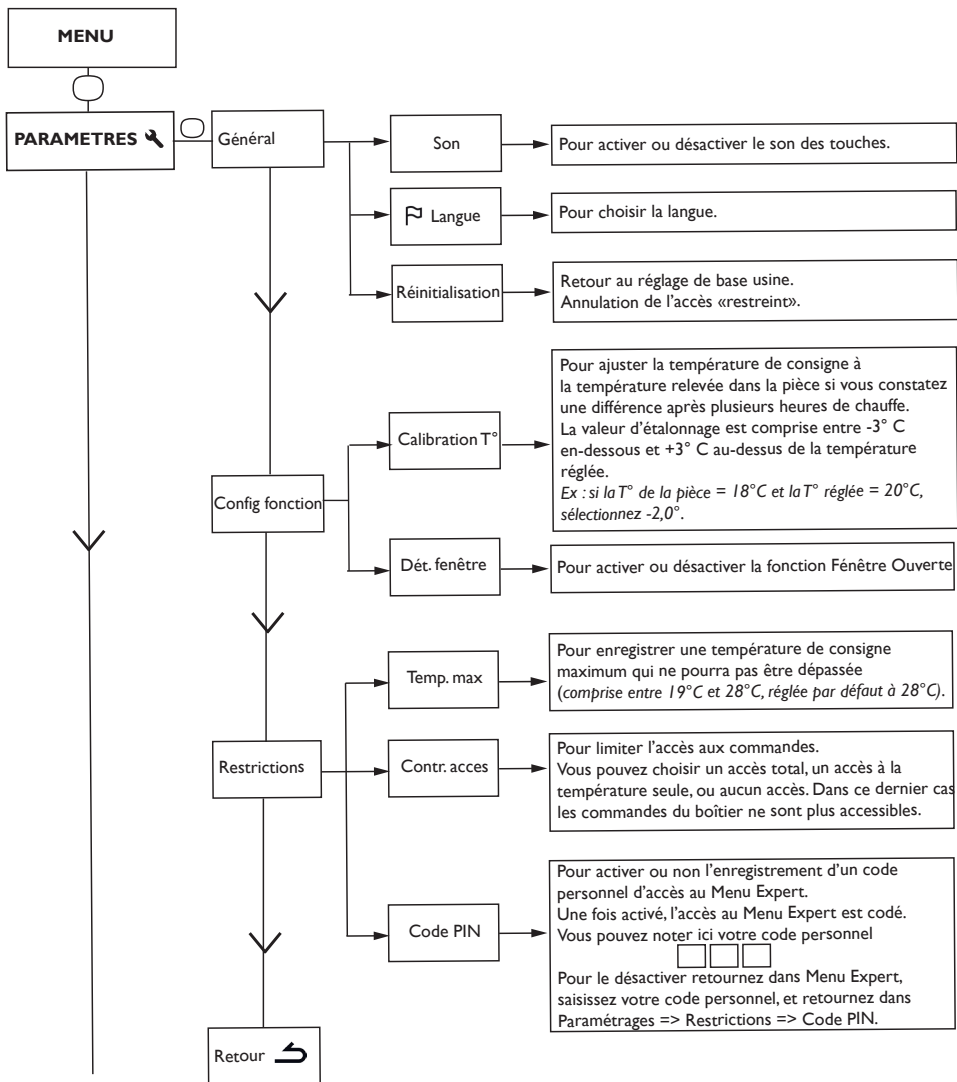 MENU
PARAMETRES
Général
Son
Pour activer ou désactiver le son des touches.
Langue
Pour choisir la langue.
Réinitialisation
Retour au réglage de base usine.
Annulation de l’accès «restreint».
Config fonction
Calibration T°
Pour ajuster la température de consigne à
la température relevée dans la pièce si vous constatez
une différence après plusieurs heures de chauffe.
La valeur d’étalonnage est comprise entre -3° C
en-dessous et +3° C au-dessus de la température
réglée.
Ex : si la T° de la pièce = 18°C et la T° réglée = 20°C,
sélectionnez -2,0°.
Dét. fenêtre
Pour activer ou désactiver la fonction Fénêtre Ouverte
Restrictions
Temp. max
Pour enregistrer une température de consigne
maximum qui ne pourra pas être dépassée
(comprise entre 19°C et 28°C, réglée par défaut à 28°C).
Contr. acces
Pour limiter l’accès aux commandes.
Vous pouvez choisir un accès total, un accès à la
température seule, ou aucun accès. Dans ce dernier cas
les commandes du boîtier ne sont plus accessibles.
Code PIN
Pour activer ou non l’enregistrement d’un code
personnel d’accès au Menu Expert.
Une fois activé, l’accès au Menu Expert est codé.
Vous pouvez noter ici votre code personnel
Pour le désactiver retournez dans Menu Expert,
saisissez votre code personnel, et retournez dans
Paramétrages => Restrictions => Code PIN.
Retour